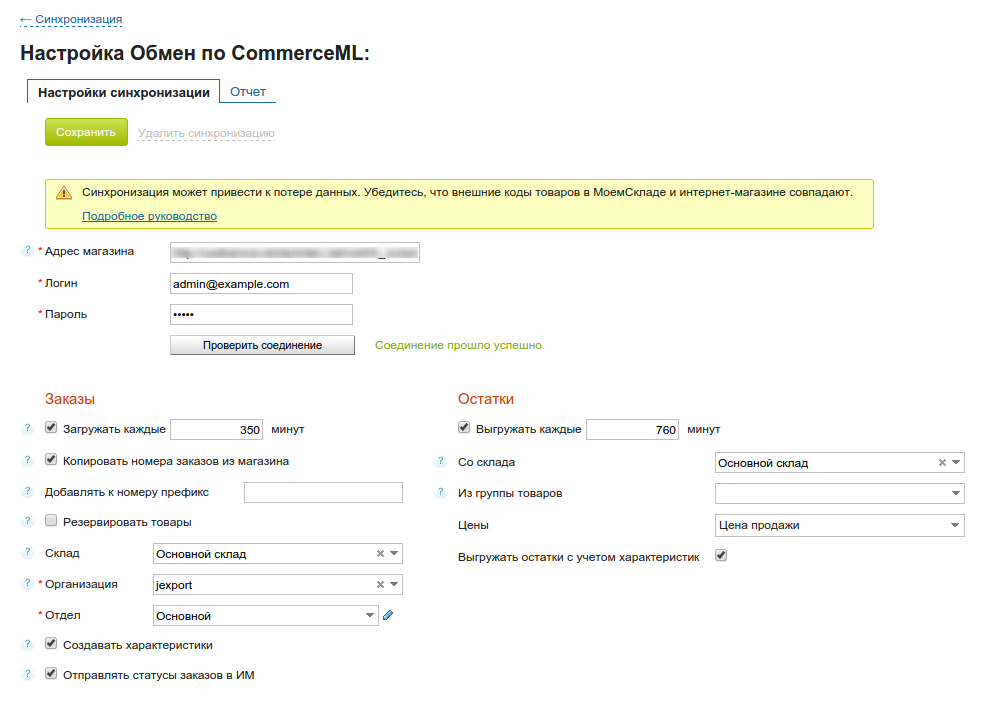 ← Синхронизация
Настройка Обмен по CommerceML:
Настройки синхронизации Отчет
Сохранить Удалить синхронизацию
Синхронизация может привести к потере данных. Убедитесь, что внешние коды товаров в МоемСкладе и интернет-магазине совпадают.
Подробное руководство
? * Адрес магазина
* Логин admin@example.com
* Пароль •••••
Проверить соединение Соединение прошло успешно
Заказы
? Загружать каждые 350 минут
? Копировать номера заказов из магазина
? Добавлять к номеру префикс
? Резервировать товары
? Склад Основной склад
? * Организация jexport
* Отдел Основной
? Создавать характеристики
? Отправлять статусы заказов в ИМ
Остатки
Выгружать каждые 760 минут
? Со склада Основной склад
? Из группы товаров
Цены Цена продажи
Выгружать остатки с учетом характеристик